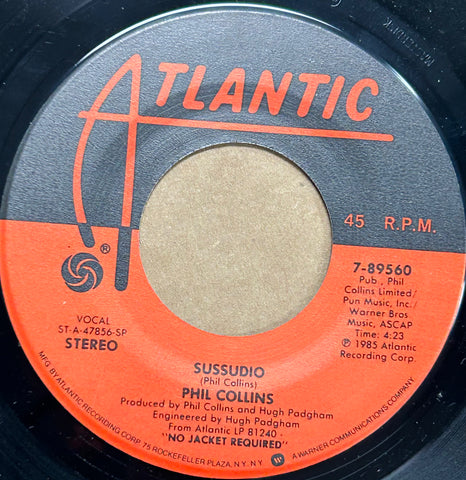 ATLANTIC
®
45 R.P.M.
7-89560
Pub., Phil
Collins Limited/
Pun Music, Inc./
Warner Bros
Music, ASCAP
Time: 4:23
℗ 1985 Atlantic
Recording Corp.
VOCAL
ST-A-47856-SP
STEREO
SUSSUDIO
(Phil Collins)
PHIL COLLINS
Produced by Phil Collins and Hugh Padgham
Engineered by Hugh Padgham
From Atlantic LP 81240
"NO JACKET REQUIRED"
MFG. BY ATLANTIC RECORDING CORP. 75 ROCKEFELLER PLAZA, N.Y. N.Y. W A WARNER COMMUNICATIONS COMPANY